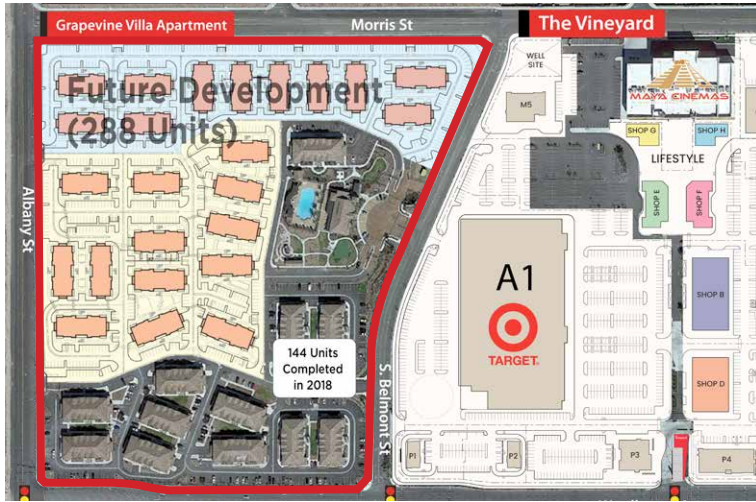 Grapevine Villa Apartment
Morris St
The Vineyard
Future Development
(288 Units)
WELL
SITE
M5
MAYA CINEMAS
SHOP G
SHOP H
LIFESTYLE
SHOP E
SHOP F
Albany St
A1
TARGET
SHOP B
SHOP D
144 Units
Completed
in 2018
S. Belmont St
P1
P2
P3
P4